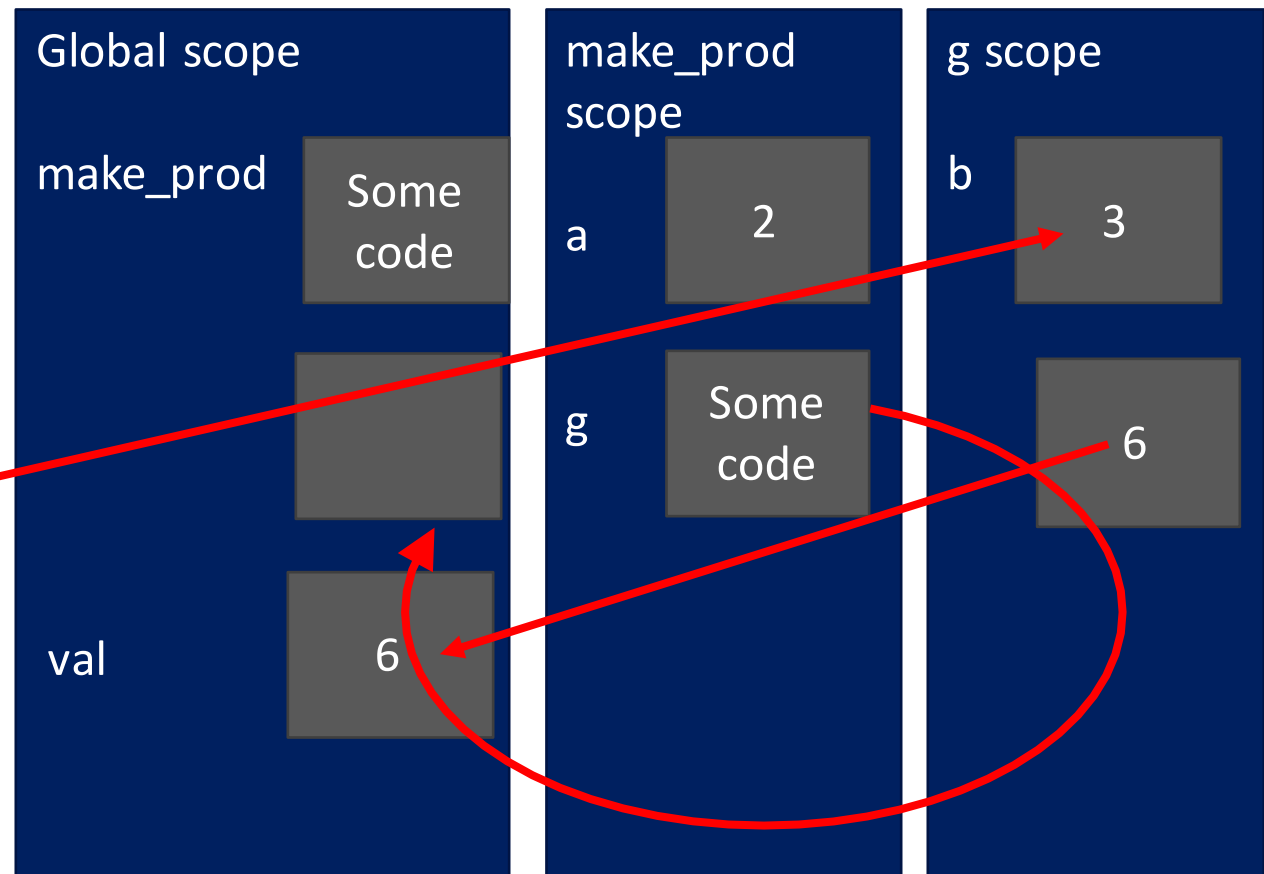 Global scope
make_prod
Some
code
val
6
make_prod
scope
a
2
g
Some
code
g scope
b
3
6